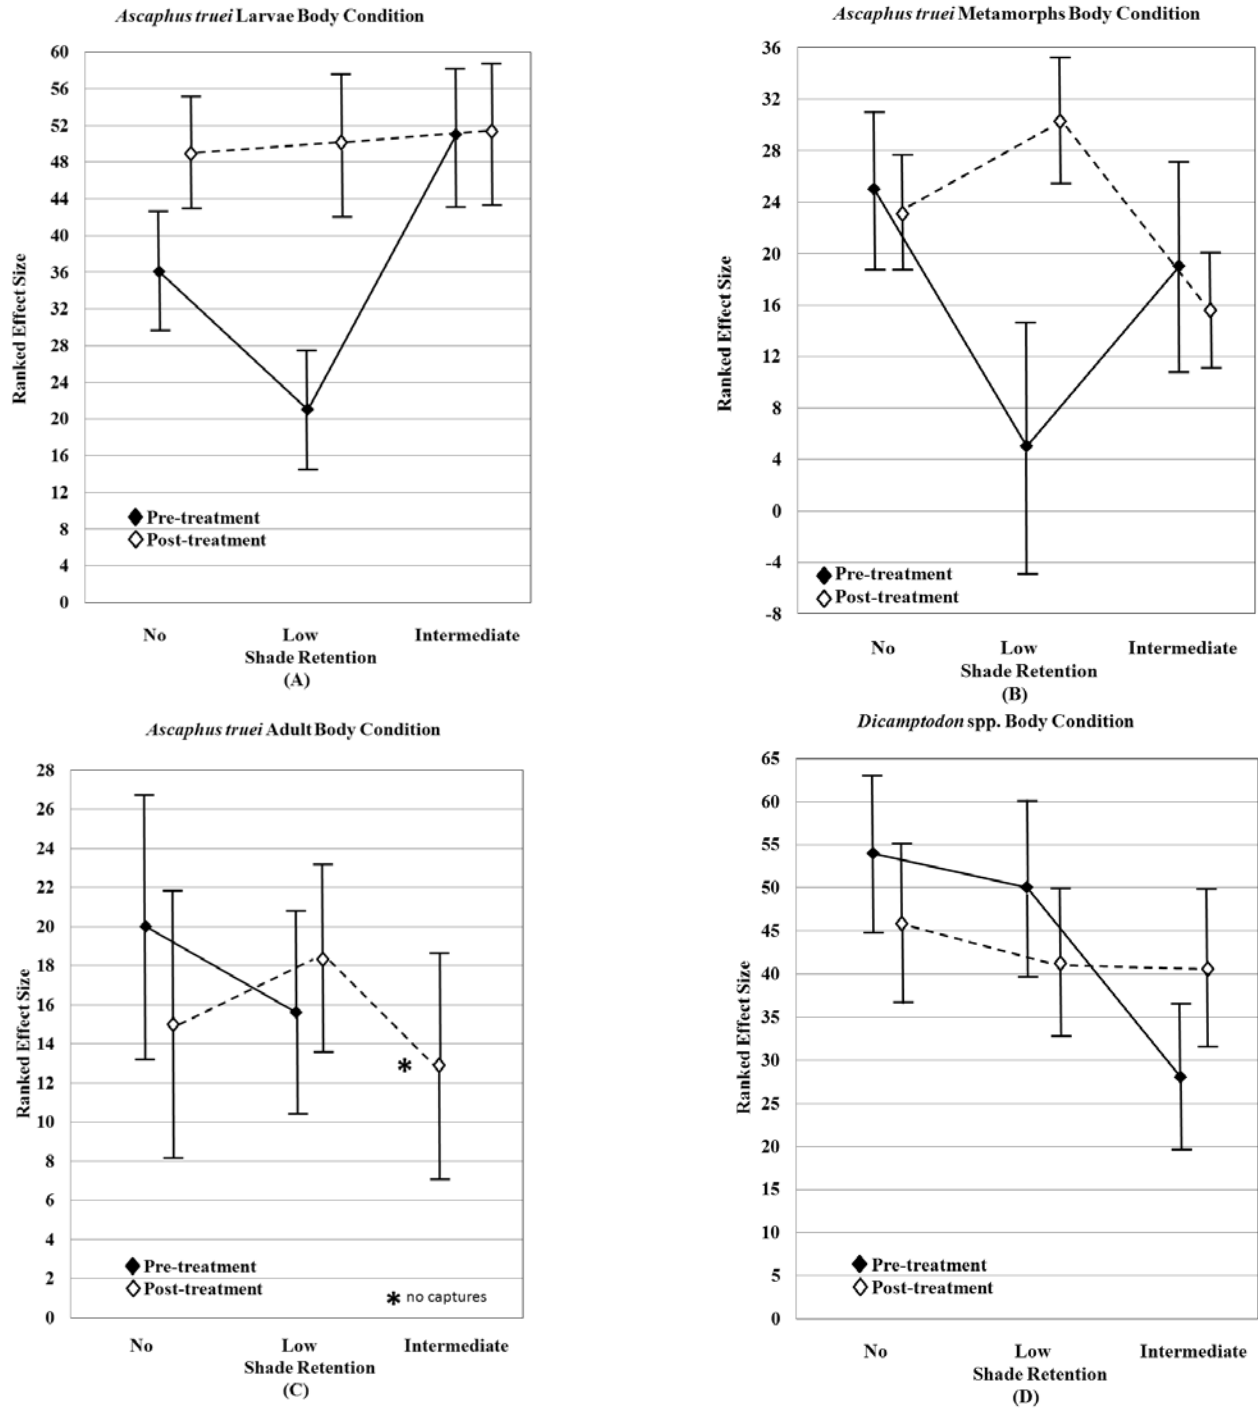 Ascaphus truei Larvae Body Condition
60
56
52
48
44
40
36
32
28
24
20
16
12
8
4
0
Ranked Effect Size
Pre-treatment
Post-treatment
No Low Intermediate
Shade Retention
(A)
Ascaphus truei Metamorphs Body Condition
36
32
28
24
20
16
12
8
4
0
-4
-8
Ranked Effect Size
Pre-treatment
Post-treatment
No Low Intermediate
Shade Retention
(B)
Ascaphus truei Adult Body Condition
28
26
24
22
20
18
16
14
12
10
8
6
4
2
0
Ranked Effect Size
*
Pre-treatment
Post-treatment
* no captures
No Low Intermediate
Shade Retention
(C)
Dicamptodon spp. Body Condition
65
60
55
50
45
40
35
30
25
20
15
10
5
0
Ranked Effect Size
Pre-treatment
Post-treatment
No Low Intermediate
Shade Retention
(D)